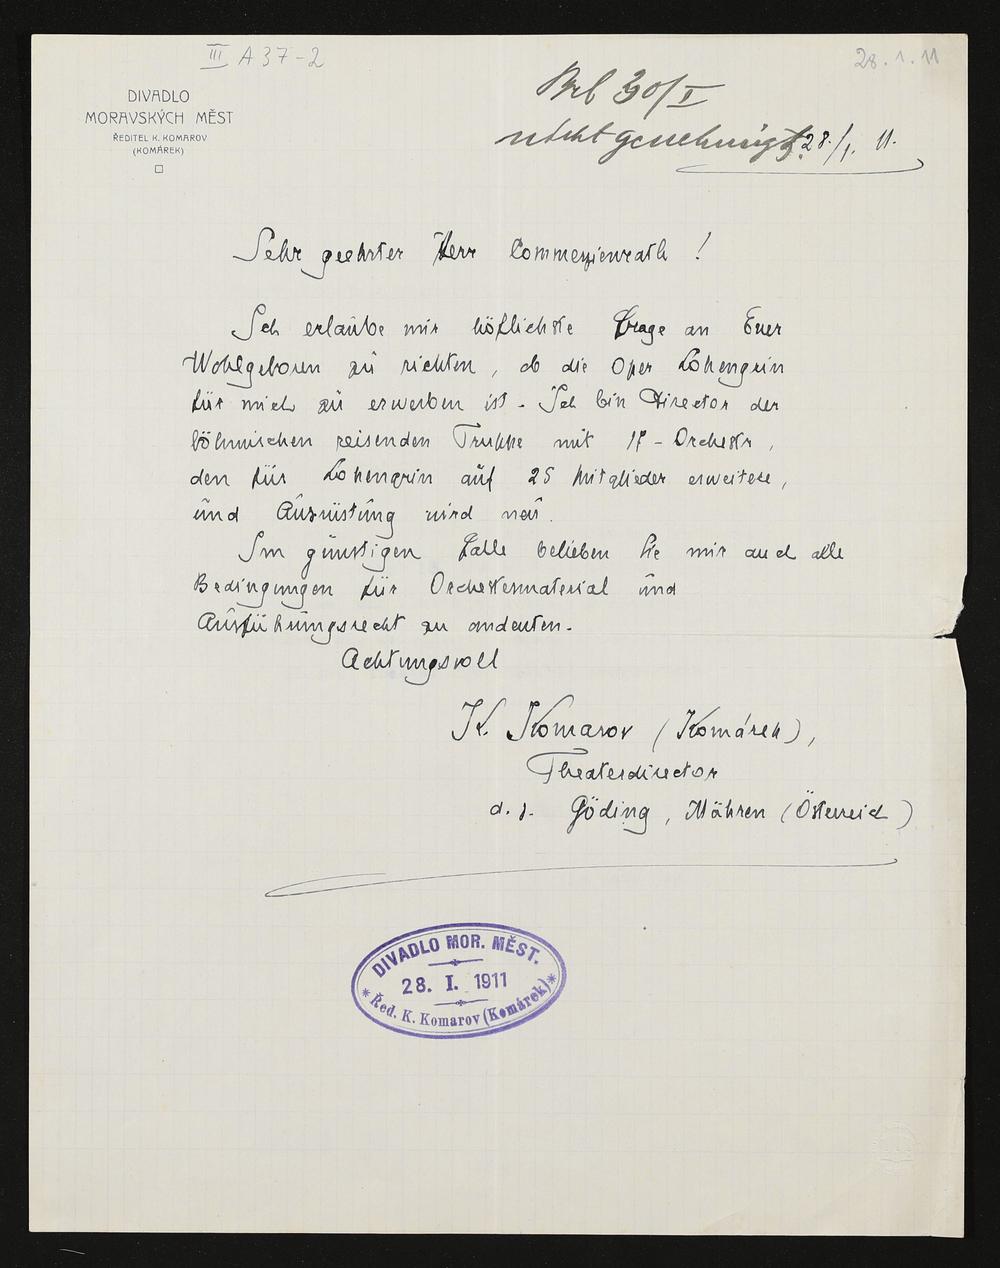 III A 37-2
28.1.11
DIVADLO
MORAVSKÝCH MĚST
ŘEDITEL K. KOMAROV
(KOMÁREK)
30/I
nicht genehmigt 28./1. 11.
Sehr geehrter Herr Commerzienrath !
Ich erlaube mir höflichste Frage an Euer
Wohlgeboren zu richten, ob die Oper Lohengrin
für mich zu erwerben ist. Ich bin Director der
böhmischen reisenden Truppe mit 17-Orchestr,
den für Lohengrin auf 25 Mitglieder erweitere,
und Ausrüstung wird neu.
Im günstigen Falle belieben Sie mir auch alle
Bedingungen für Orchestermaterial und
Aufführungsrecht zu andeuten.
Achtungsvoll
K. Komarov (Komárek),
Theaterdirector
d. z. Göding, Mähren (Österreich)
DIVADLO MOR. MĚST.
28. I. 1911
* Řed. K. Komarov (Komárek) *